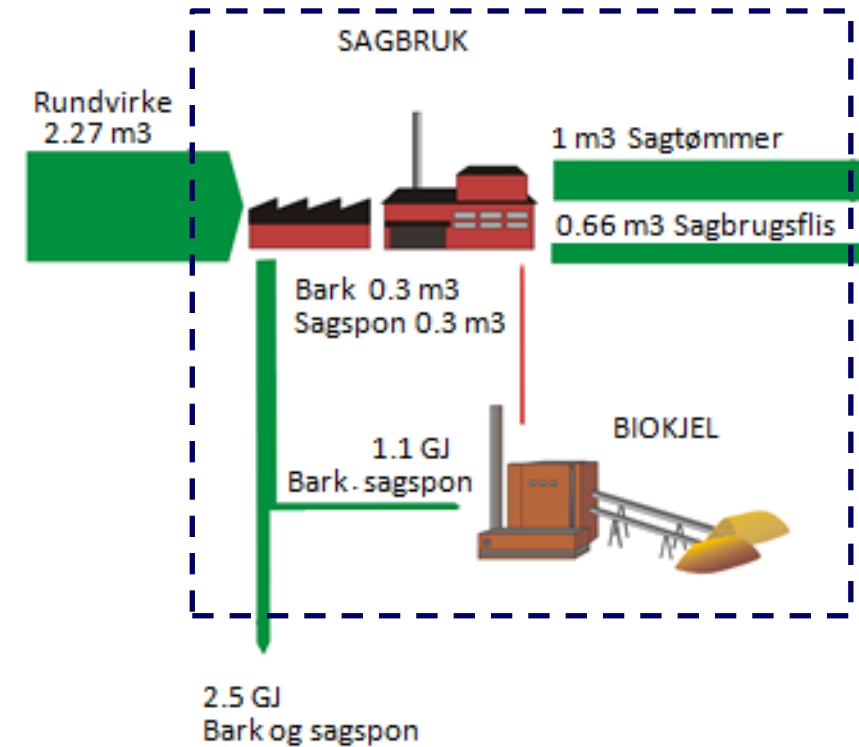 SAGBRUK
Rundvirke
2.27 m3
1 m3 Sagtømmer
0.66 m3 Sagbrugsflis
Bark 0.3 m3
Sagspon 0.3 m3
BIOKJEL
1.1 GJ
Bark. sagspon
2.5 GJ
Bark og sagspon